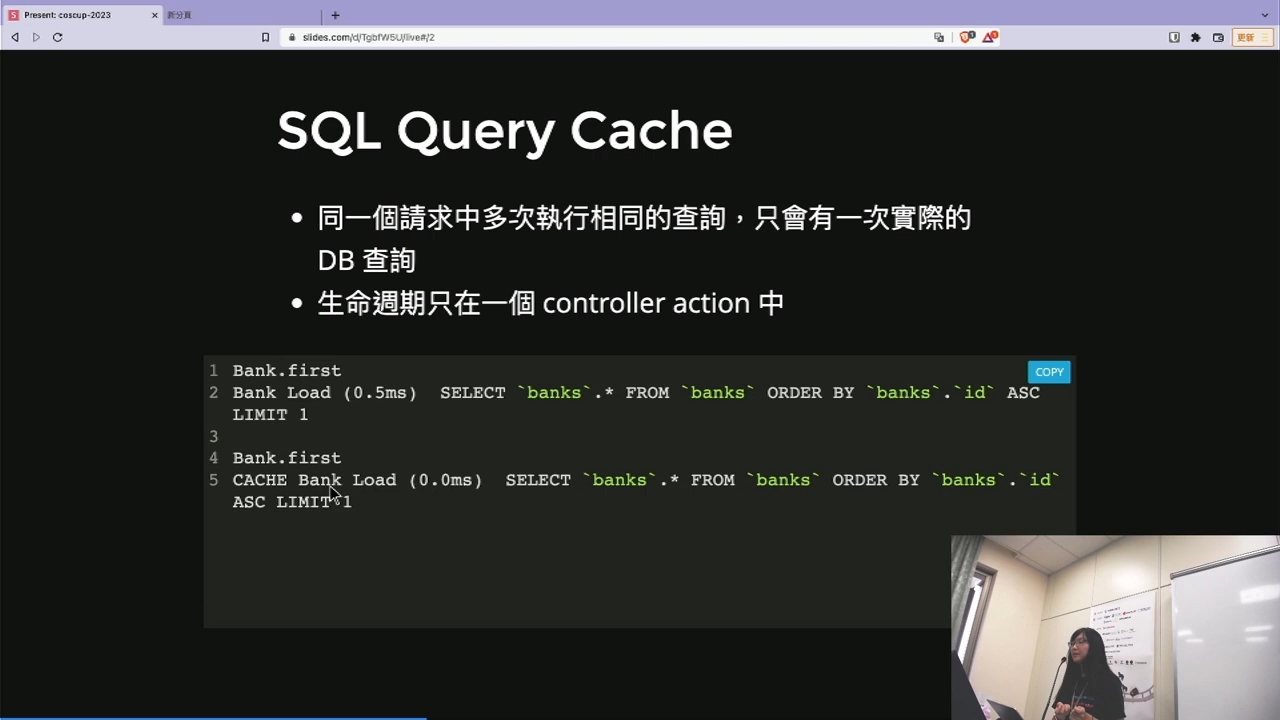 Present: coscup-2023
新分頁
slides.com/d/TgbfW5U/live#/2
更新
SQL Query Cache
同一個請求中多次執行相同的查詢，只會有一次實際的
DB 查詢
生命週期只在一個 controller action 中
COPY
1 Bank.first
2 Bank Load (0.5ms)  SELECT `banks`.* FROM `banks` ORDER BY `banks`.`id` ASC
LIMIT 1
3
4 Bank.first
5 CACHE Bank Load (0.0ms)  SELECT `banks`.* FROM `banks` ORDER BY `banks`.`id`
ASC LIMIT 1